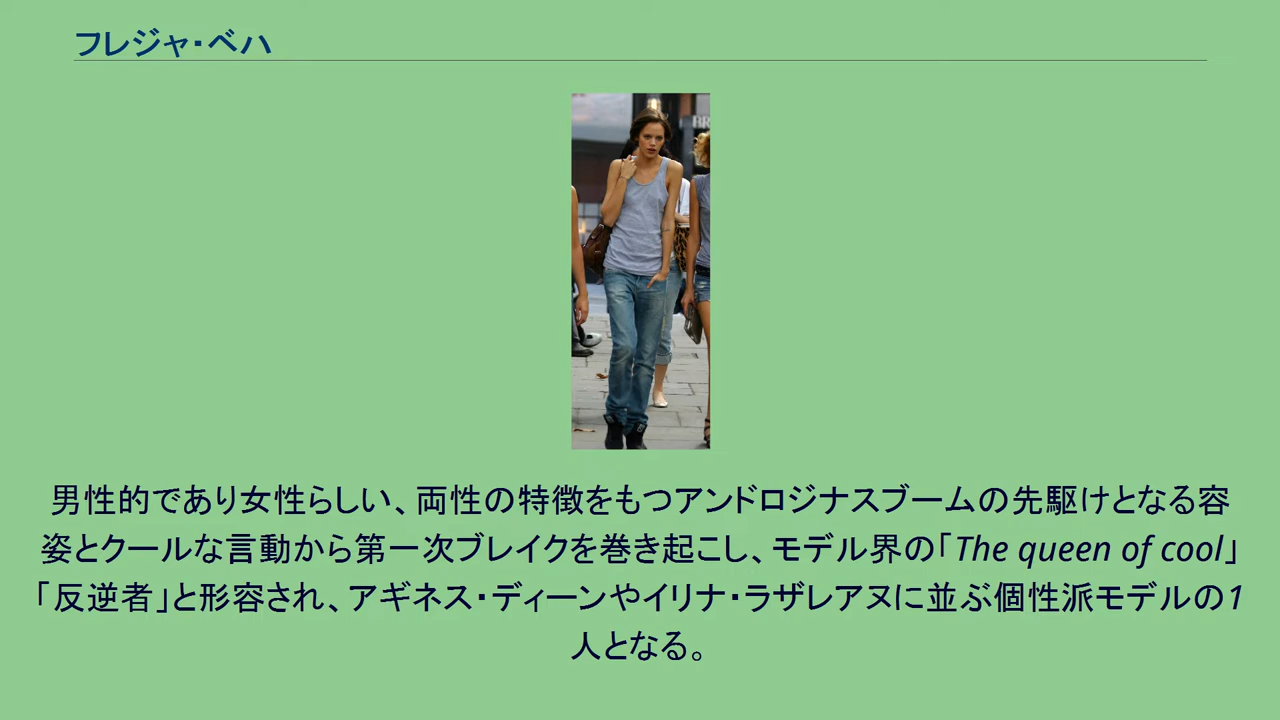 フレジャ・ベハ
BR
男性的であり女性らしい、両性の特徴をもつアンドロジナスブームの先駆けとなる容
姿とクールな言動から第一次ブレイクを巻き起こし、モデル界の「The queen of cool」
「反逆者」と形容され、アギネス・ディーンやイリナ・ラザレアヌに並ぶ個性派モデルの1
人となる。